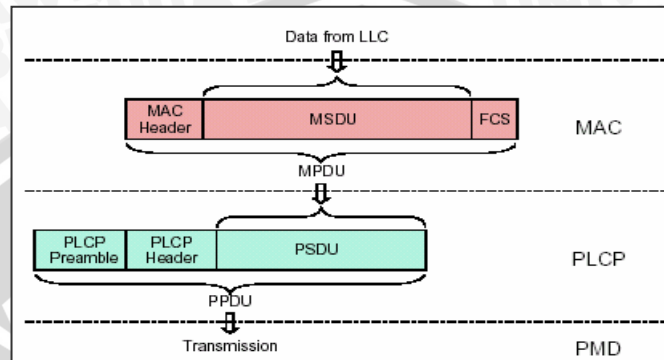 Data from LLC
MAC
Header
MSDU
FCS
MAC
MPDU
PLCP
Preamble
PLCP
Header
PSDU
PLCP
PPDU
Transmission
PMD